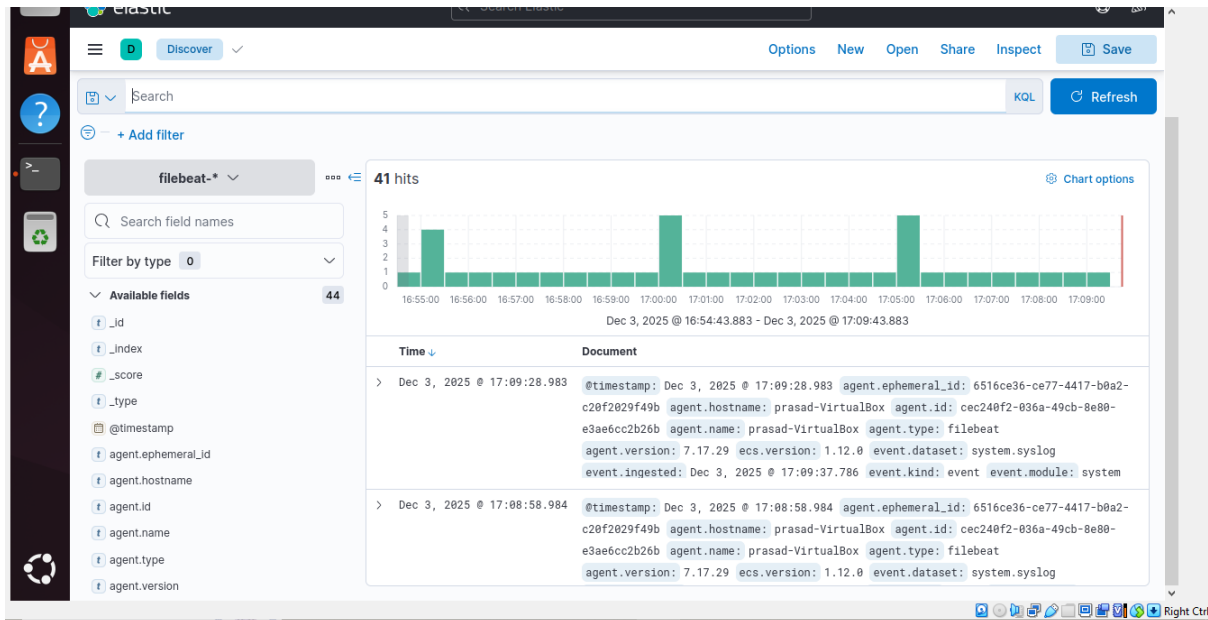 elastic
Search Elastic
D Discover Options New Open Share Inspect Save
Search KQL Refresh
+ Add filter
filebeat-*
41 hits Chart options
Search field names
Filter by type 0
Available fields 44
t _id
t _index
# _score
t _type
@timestamp
t agent.ephemeral_id
t agent.hostname
t agent.id
t agent.name
t agent.type
t agent.version
5
4
3
2
1
0
16:55:00 16:56:00 16:57:00 16:58:00 16:59:00 17:00:00 17:01:00 17:02:00 17:03:00 17:04:00 17:05:00 17:06:00 17:07:00 17:08:00 17:09:00
Dec 3, 2025 @ 16:54:43.883 - Dec 3, 2025 @ 17:09:43.883
Time Document
Dec 3, 2025 @ 17:09:28.983 @timestamp: Dec 3, 2025 @ 17:09:28.983 agent.ephemeral_id: 6516ce36-ce77-4417-b0a2-
c20f2029f49b agent.hostname: prasad-VirtualBox agent.id: cec240f2-036a-49cb-8e80-
e3ae6cc2b26b agent.name: prasad-VirtualBox agent.type: filebeat
agent.version: 7.17.29 ecs.version: 1.12.0 event.dataset: system.syslog
event.ingested: Dec 3, 2025 @ 17:09:37.786 event.kind: event event.module: system
Dec 3, 2025 @ 17:08:58.984 @timestamp: Dec 3, 2025 @ 17:08:58.984 agent.ephemeral_id: 6516ce36-ce77-4417-b0a2-
c20f2029f49b agent.hostname: prasad-VirtualBox agent.id: cec240f2-036a-49cb-8e80-
e3ae6cc2b26b agent.name: prasad-VirtualBox agent.type: filebeat
agent.version: 7.17.29 ecs.version: 1.12.0 event.dataset: system.syslog
Right Ctrl